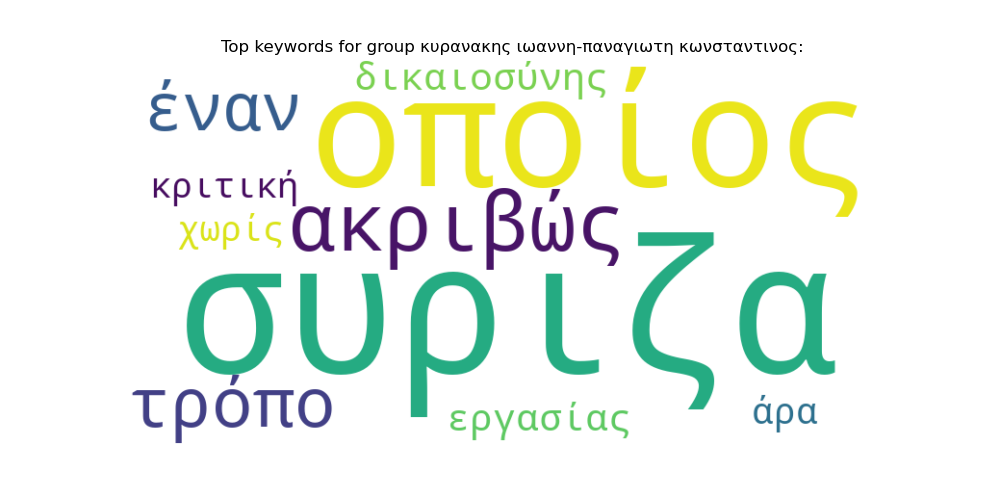 Top keywords for group κυρανακης ιωαννη-παναγιωτη κωνσταντινος:
δικαιοσύνης
έναν
οποίος
κριτική
ακριβώς
χωρίς
συριζα
τρόπο
εργασίας
άρα